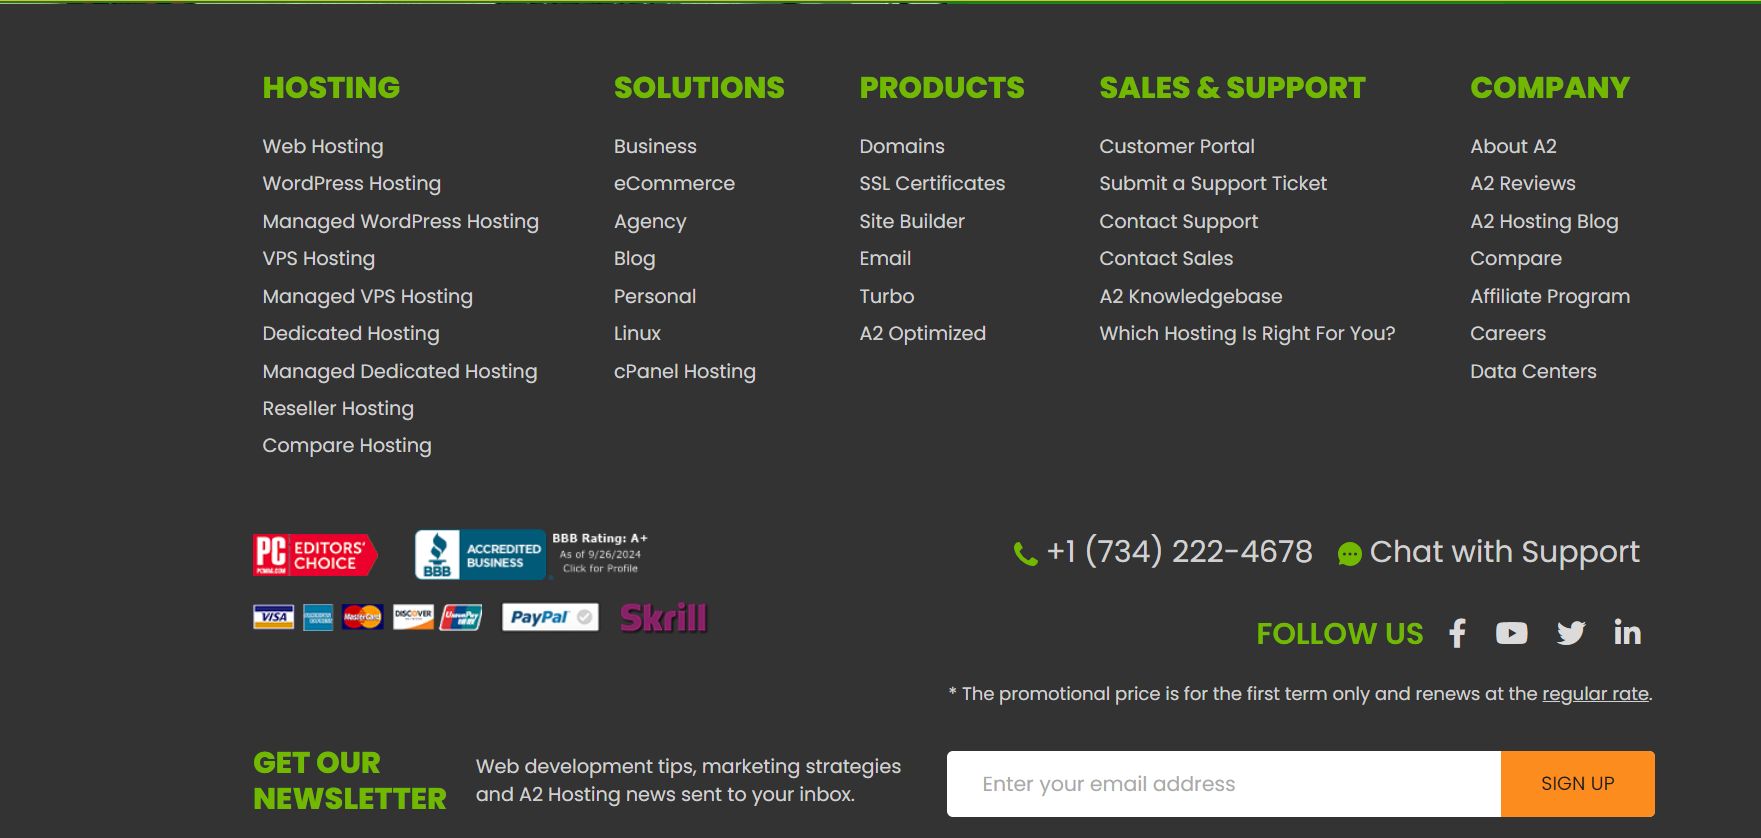 HOSTING
Web Hosting
WordPress Hosting
Managed WordPress Hosting
VPS Hosting
Managed VPS Hosting
Dedicated Hosting
Managed Dedicated Hosting
Reseller Hosting
Compare Hosting
SOLUTIONS
Business
eCommerce
Agency
Blog
Personal
Linux
cPanel Hosting
PRODUCTS
Domains
SSL Certificates
Site Builder
Email
Turbo
A2 Optimized
SALES & SUPPORT
Customer Portal
Submit a Support Ticket
Contact Support
Contact Sales
A2 Knowledgebase
Which Hosting Is Right For You?
COMPANY
About A2
A2 Reviews
A2 Hosting Blog
Compare
Affiliate Program
Careers
Data Centers
PC
PCMAG.COM
EDITORS'
CHOICE
BBB
ACCREDITED
BUSINESS
BBB Rating: A+
As of 9/26/2024
Click for Profile
VISA
MasterCard
DISCOVER
UnionPay
PayPal
Skrill
+1 (734) 222-4678
Chat with Support
FOLLOW US
* The promotional price is for the first term only and renews at the regular rate.
GET OUR
NEWSLETTER
Web development tips, marketing strategies
and A2 Hosting news sent to your inbox.
Enter your email address
SIGN UP